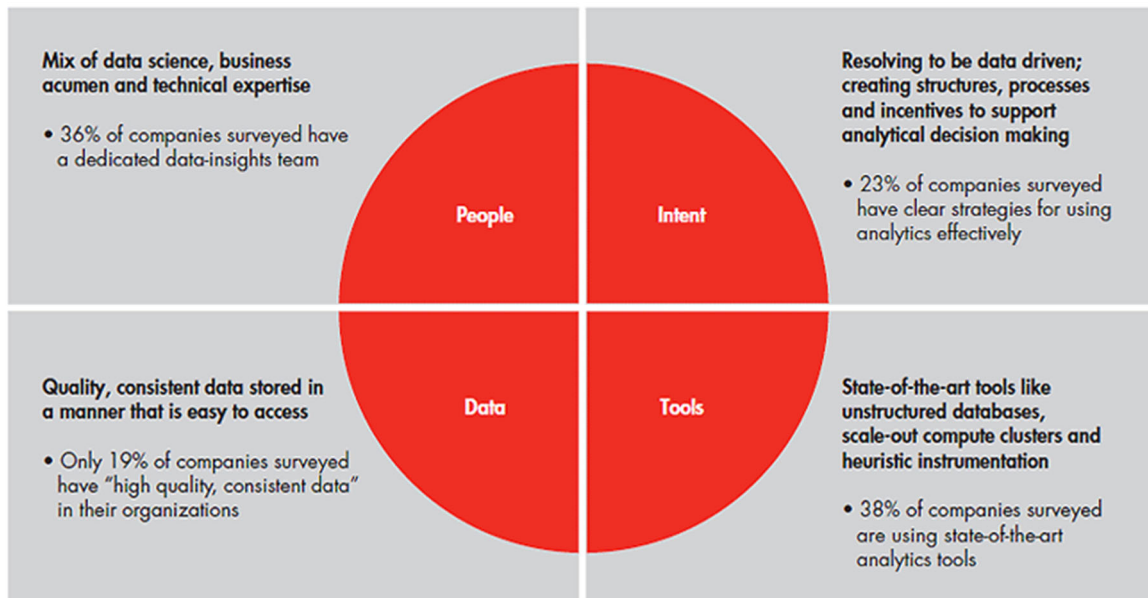 Mix of data science, business
acumen and technical expertise
• 36% of companies surveyed have
a dedicated data-insights team
People
Resolving to be data driven;
creating structures, processes
and incentives to support
analytical decision making
• 23% of companies surveyed
have clear strategies for using
analytics effectively
Intent
Quality, consistent data stored in
a manner that is easy to access
• Only 19% of companies surveyed
have “high quality, consistent data”
in their organizations
Data
State-of-the-art tools like
unstructured databases,
scale-out compute clusters and
heuristic instrumentation
• 38% of companies surveyed
are using state-of-the-art
analytics tools
Tools